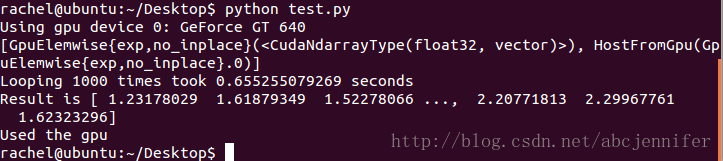 rachel@ubuntu:~/Desktop$ python test.py
Using gpu device 0: GeForce GT 640
[GpuElemwise{exp,no_inplace}(<CudaNdarrayType(float32, vector)>), HostFromGpu(Gp
uElemwise{exp,no_inplace}.0)]
Looping 1000 times took 0.655255079269 seconds
Result is [ 1.23178029  1.61879349  1.52278066 ...,  2.20771813  2.29967761
  1.62323296]
Used the gpu
rachel@ubuntu:~/Desktop$
http://blog.csdn.net/abcjennifer